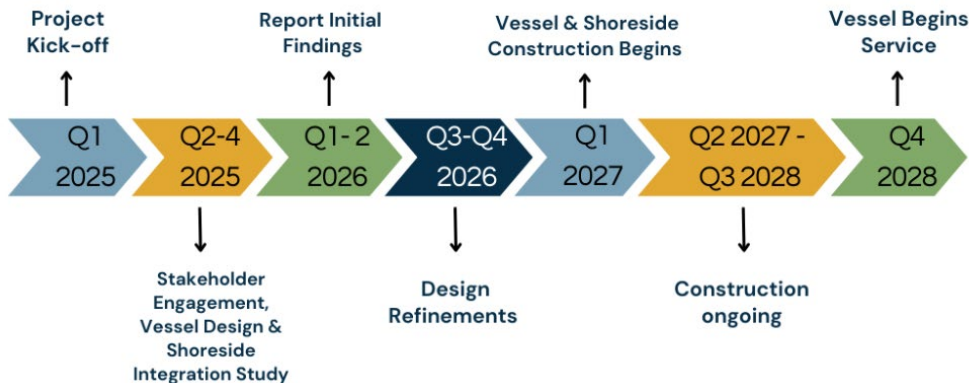 Project
Kick-off
Report Initial
Findings
Vessel & Shoreside
Construction Begins
Vessel Begins
Service
Q1
2025
Q2-4
2025
Q1- 2
2026
Q3-Q4
2026
Q1
2027
Q2 2027 -
Q3 2028
Q4
2028
Stakeholder
Engagement,
Vessel Design &
Shoreside
Integration Study
Design
Refinements
Construction
ongoing